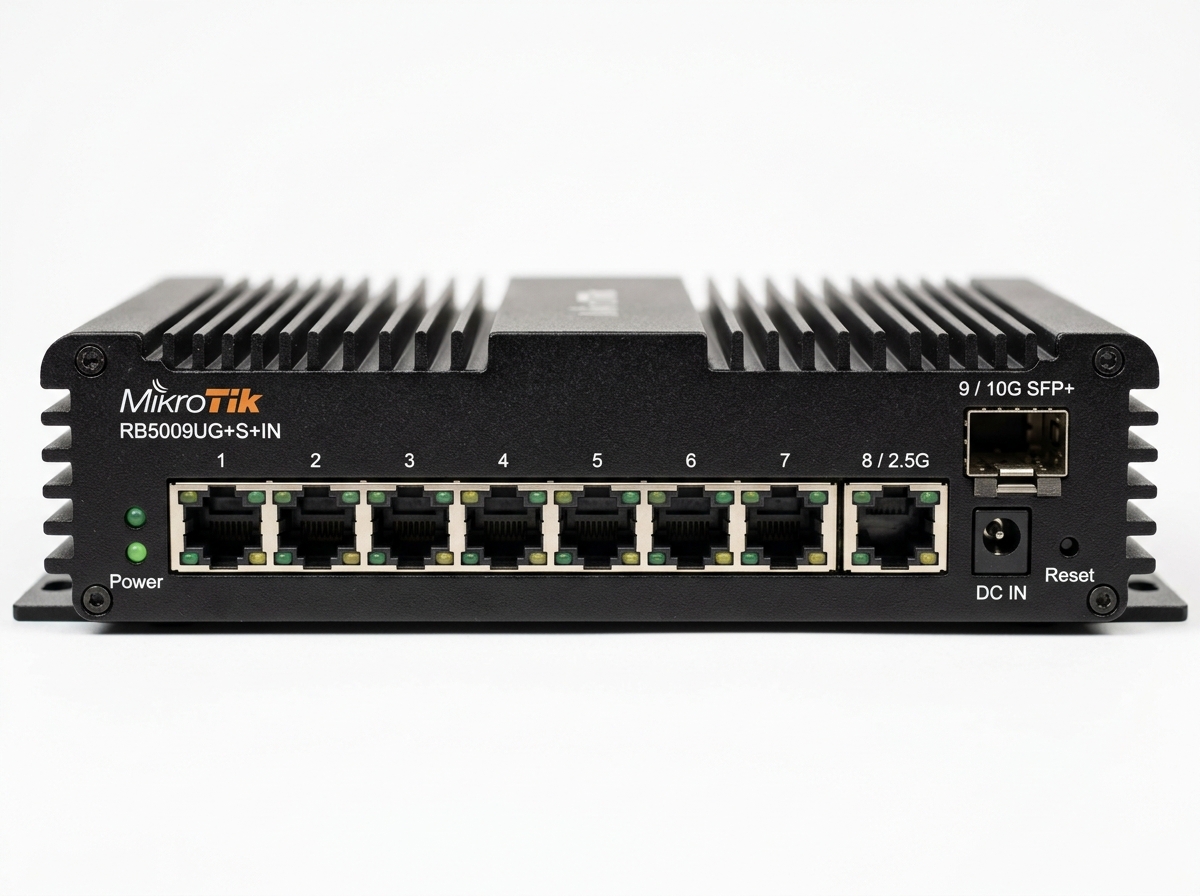 MikroTik
RB5009UG+S+IN
9 / 10G SFP+
1 2 3 4 5 6 7 8 / 2.5G
Power
DC IN
Reset